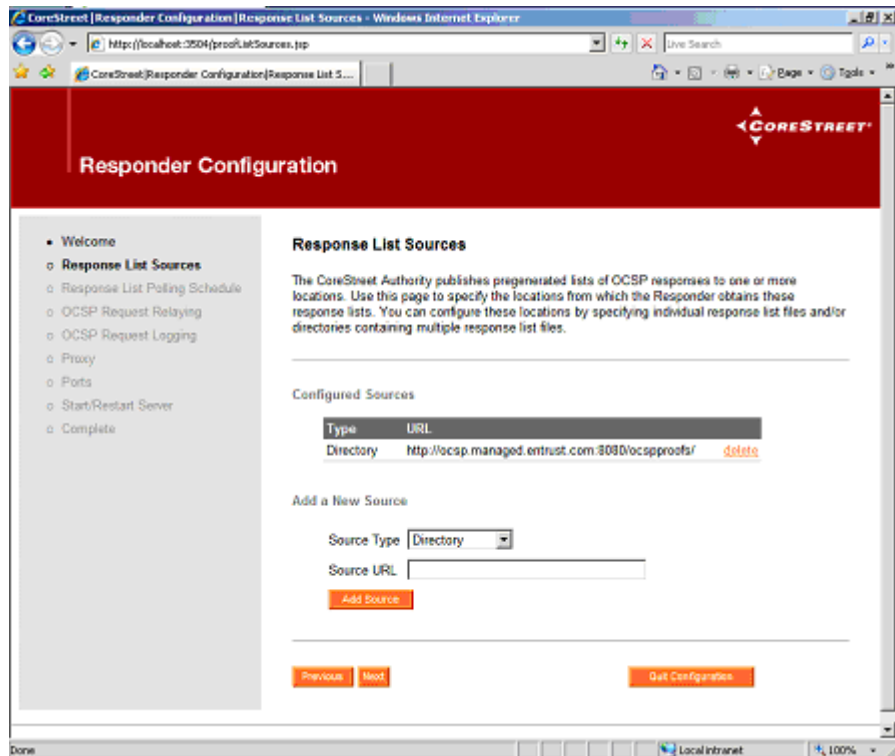 CoreStreet|Responder Configuration|Response List Sources - Windows Internet Explorer
http://localhost:3504/proofListSources.jsp
Live Search
CoreStreet|Responder Configuration|Response List S...
Page
Tools
CORESTREET
Responder Configuration
Welcome
Response List Sources
Response List Polling Schedule
OCSP Request Relaying
OCSP Request Logging
Proxy
Ports
Start/Restart Server
Complete
Response List Sources
The CoreStreet Authority publishes pregenerated lists of OCSP responses to one or more
locations. Use this page to specify the locations from which the Responder obtains these
response lists. You can configure these locations by specifying individual response list files and/or
directories containing multiple response list files.
Configured Sources
Type URL
Directory http://ocsp.managed.entrust.com:8080/ocspproofs/ delete
Add a New Source
Source Type Directory
Source URL
Add Source
Previous Next Quit Configuration
Done Local intranet 100%